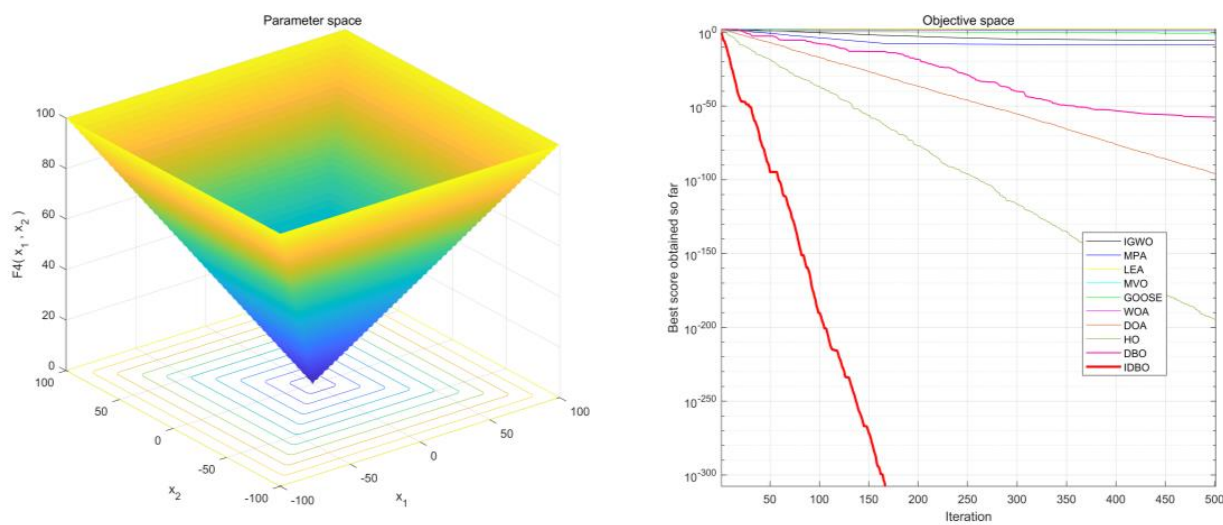 Parameter space
100
80
60
40
20
0
F4( x₁ , x₂ )
100
50
0
-50
-100
x₂
-100
-50
0
50
100
x₁
Objective space
10⁰
10⁻⁵⁰
10⁻¹⁰⁰
10⁻¹⁵⁰
10⁻²⁰⁰
10⁻²⁵⁰
10⁻³⁰⁰
Best score obtained so far
IGWO
MPA
LEA
MVO
GOOSE
WOA
DOA
HO
DBO
IDBO
50
100
150
200
250
300
350
400
450
500
Iteration